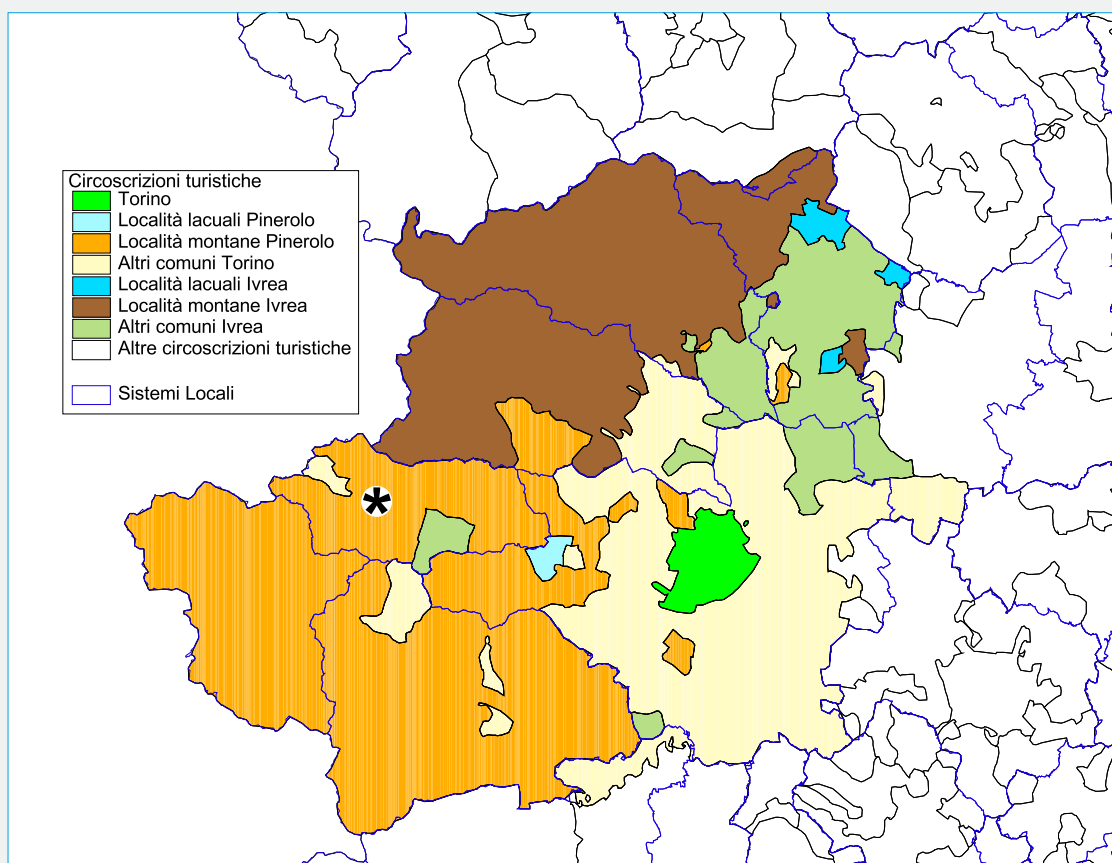 Circoscrizioni turistiche
Torino
Località lacuali Pinerolo
Località montane Pinerolo
Altri comuni Torino
Località lacuali Ivrea
Località montane Ivrea
Altri comuni Ivrea
Altre circoscrizioni turistiche
Sistemi Locali
*